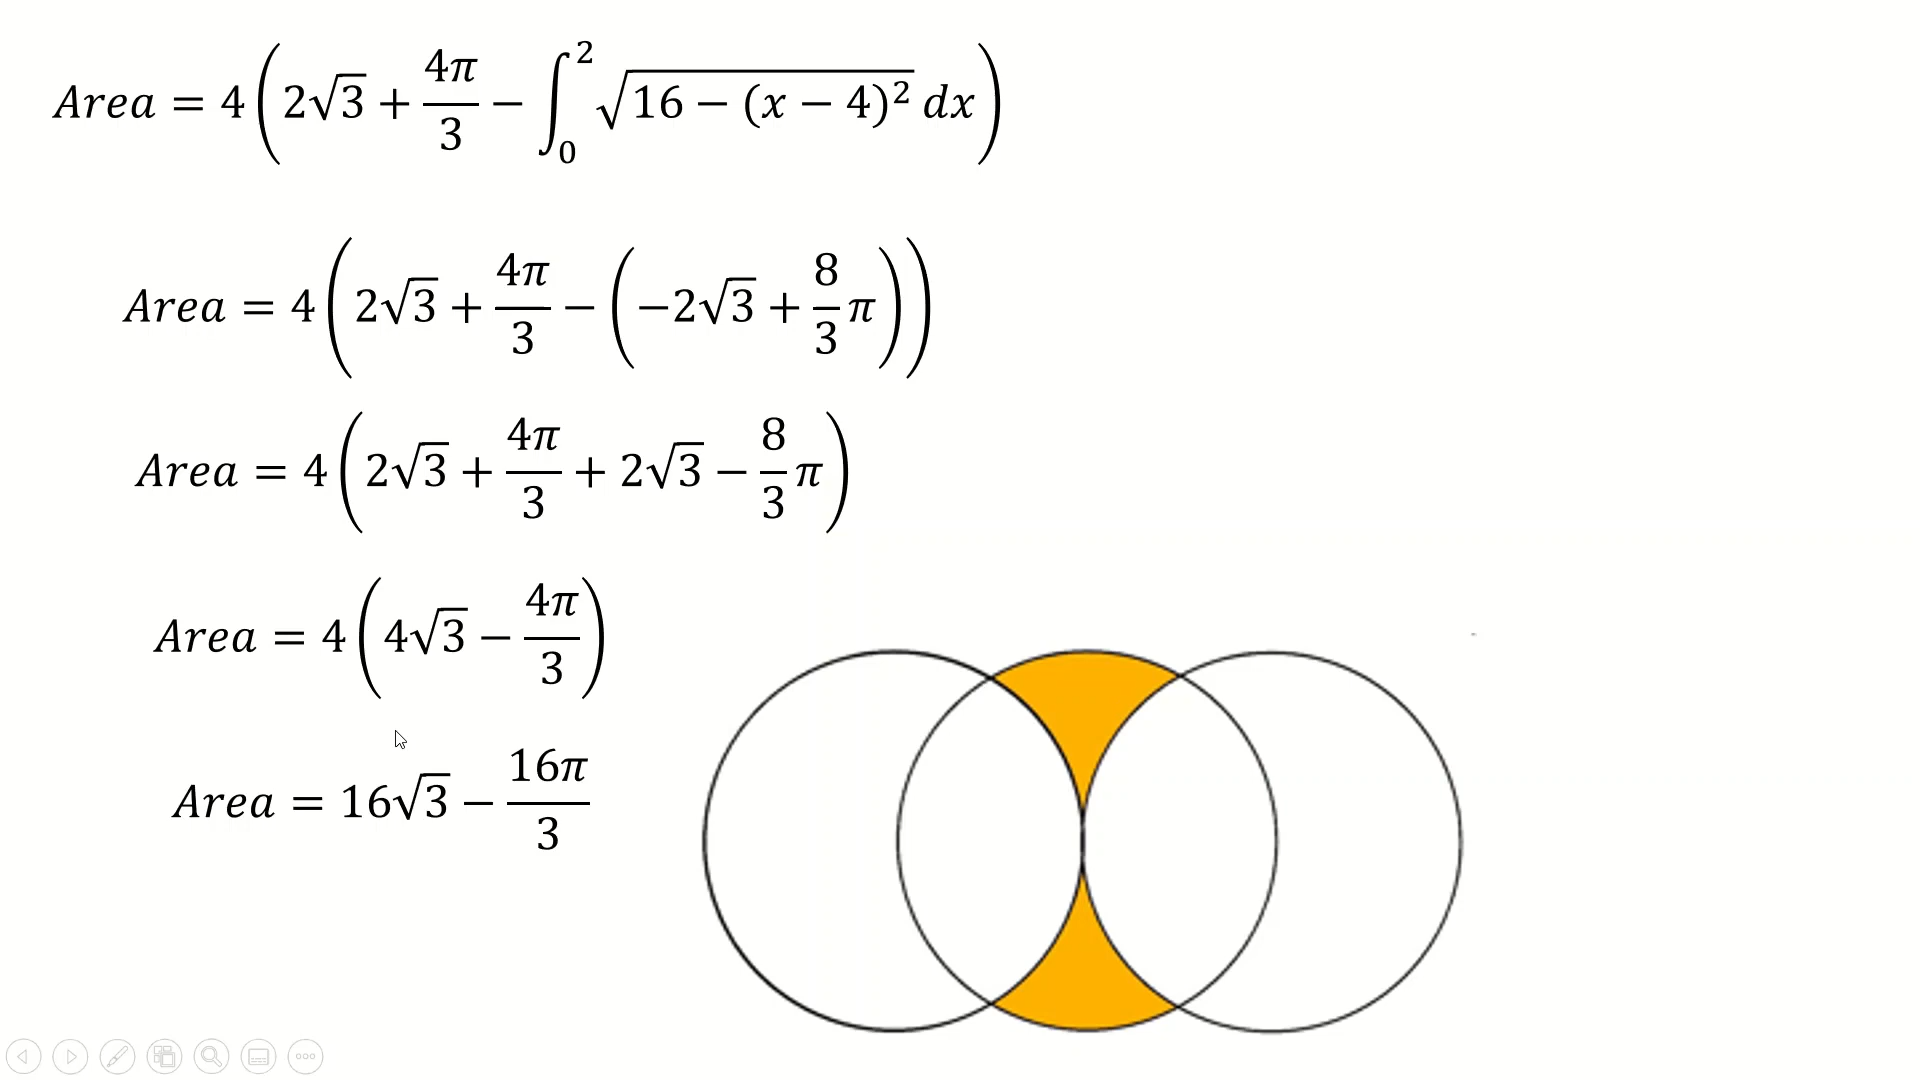 Area = 4(2√3 + 4π/3 − ∫₀² √(16 − (x − 4)²) dx)
Area = 4(2√3 + 4π/3 − (−2√3 + 8/3 π))
Area = 4(2√3 + 4π/3 + 2√3 − 8/3 π)
Area = 4(4√3 − 4π/3)
Area = 16√3 − 16π/3